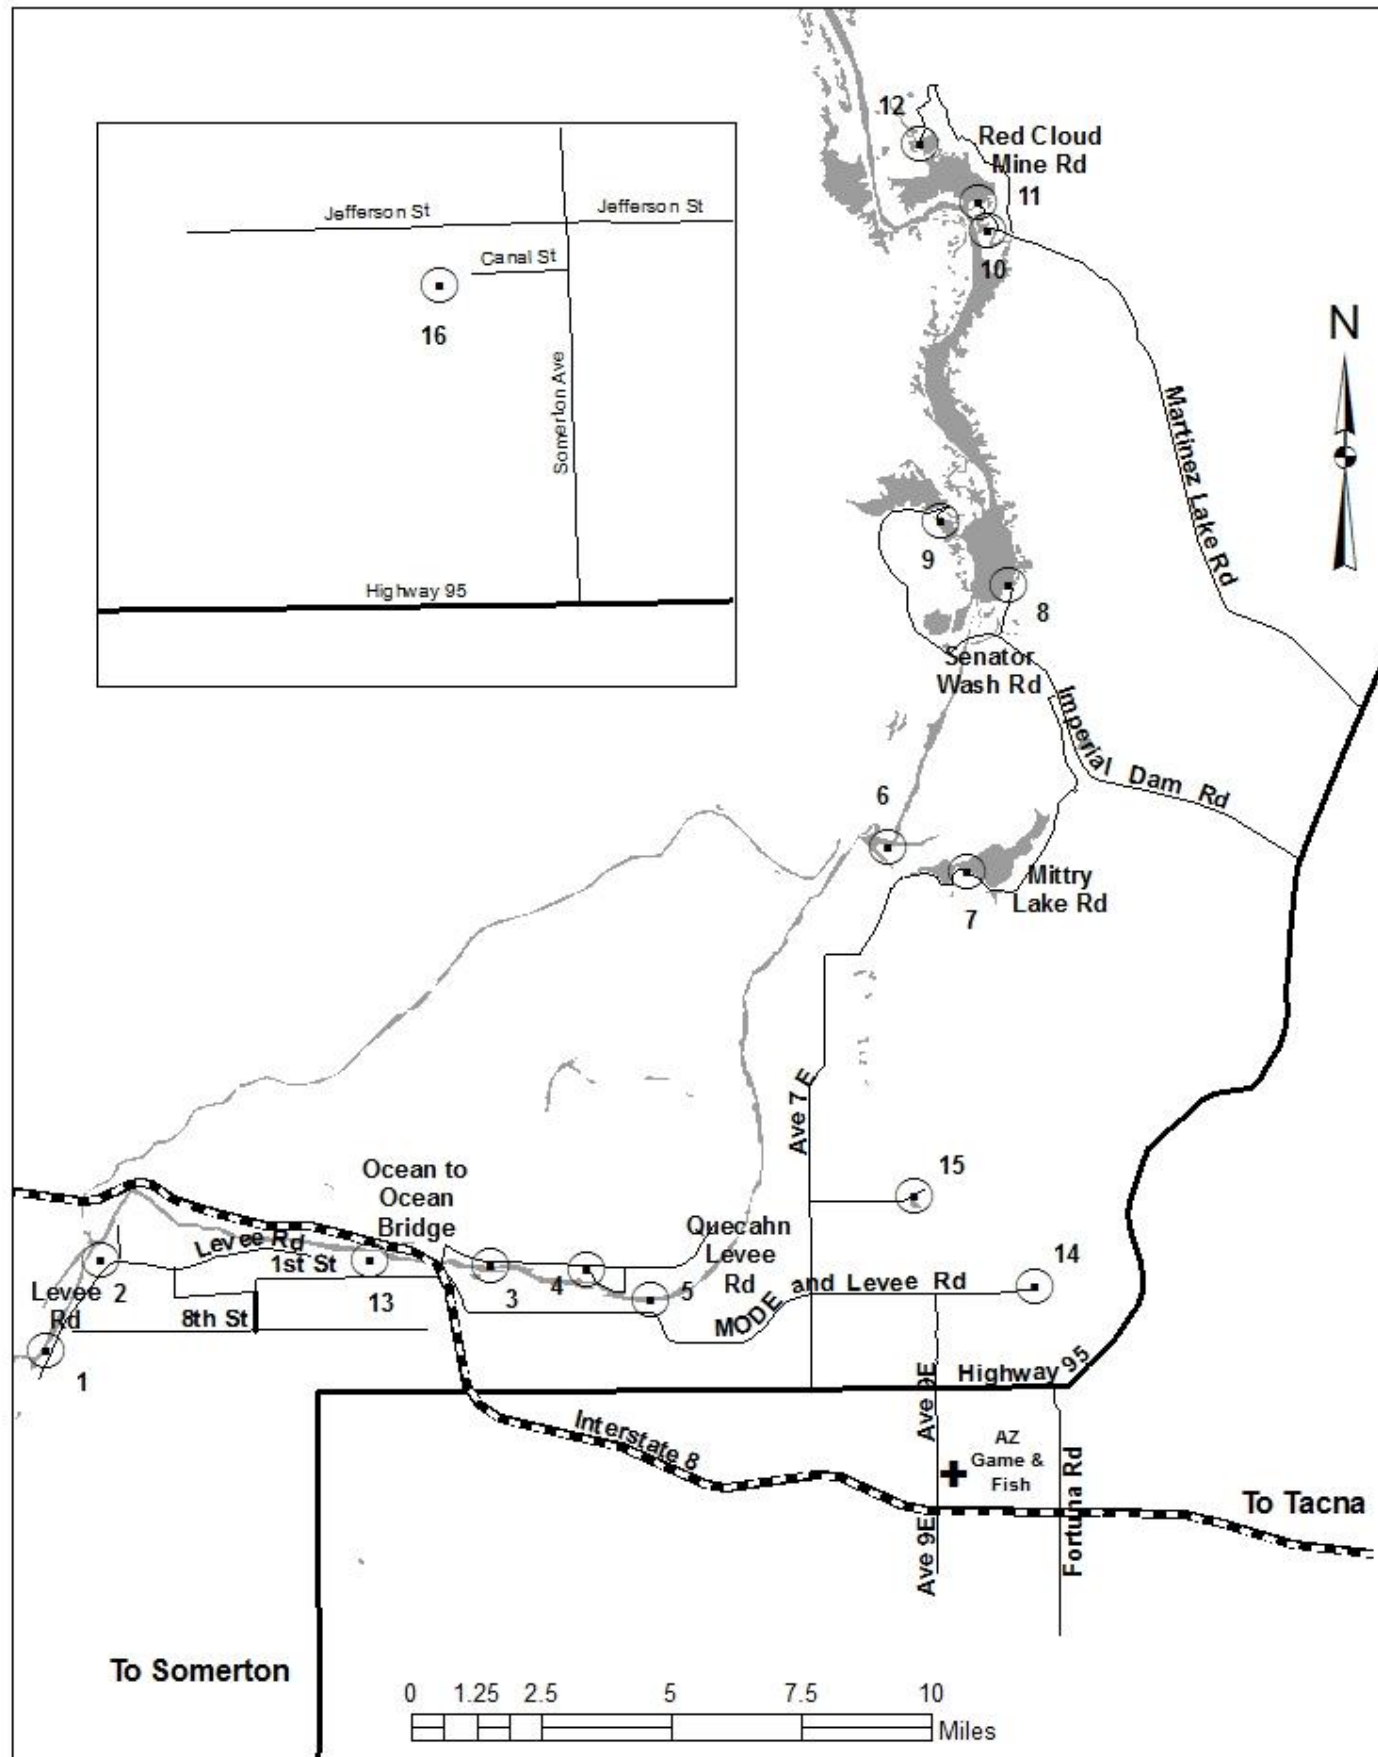 12
Red Cloud
Mine Rd
11
10
Jefferson St
Jefferson St
Canal St
16
Somerton Ave
Highway 95
N
Martinez Lake Rd
9
8
Senator
Wash Rd
Imperial Dam Rd
6
7
Mittry
Lake Rd
Ave 7 E
15
Ocean to
Ocean
Bridge
Quecahn
Levee
Rd
Levee Rd
1st St
2
Levee
Rd
8th St
13
3
4
5
14
MODE and Levee Rd
1
Highway 95
Ave 9E
Interstate 8
AZ
Game &
Fish
Fortuna Rd
To Tacna
Ave 9E
To Somerton
0 1.25 2.5 5 7.5 10
Miles